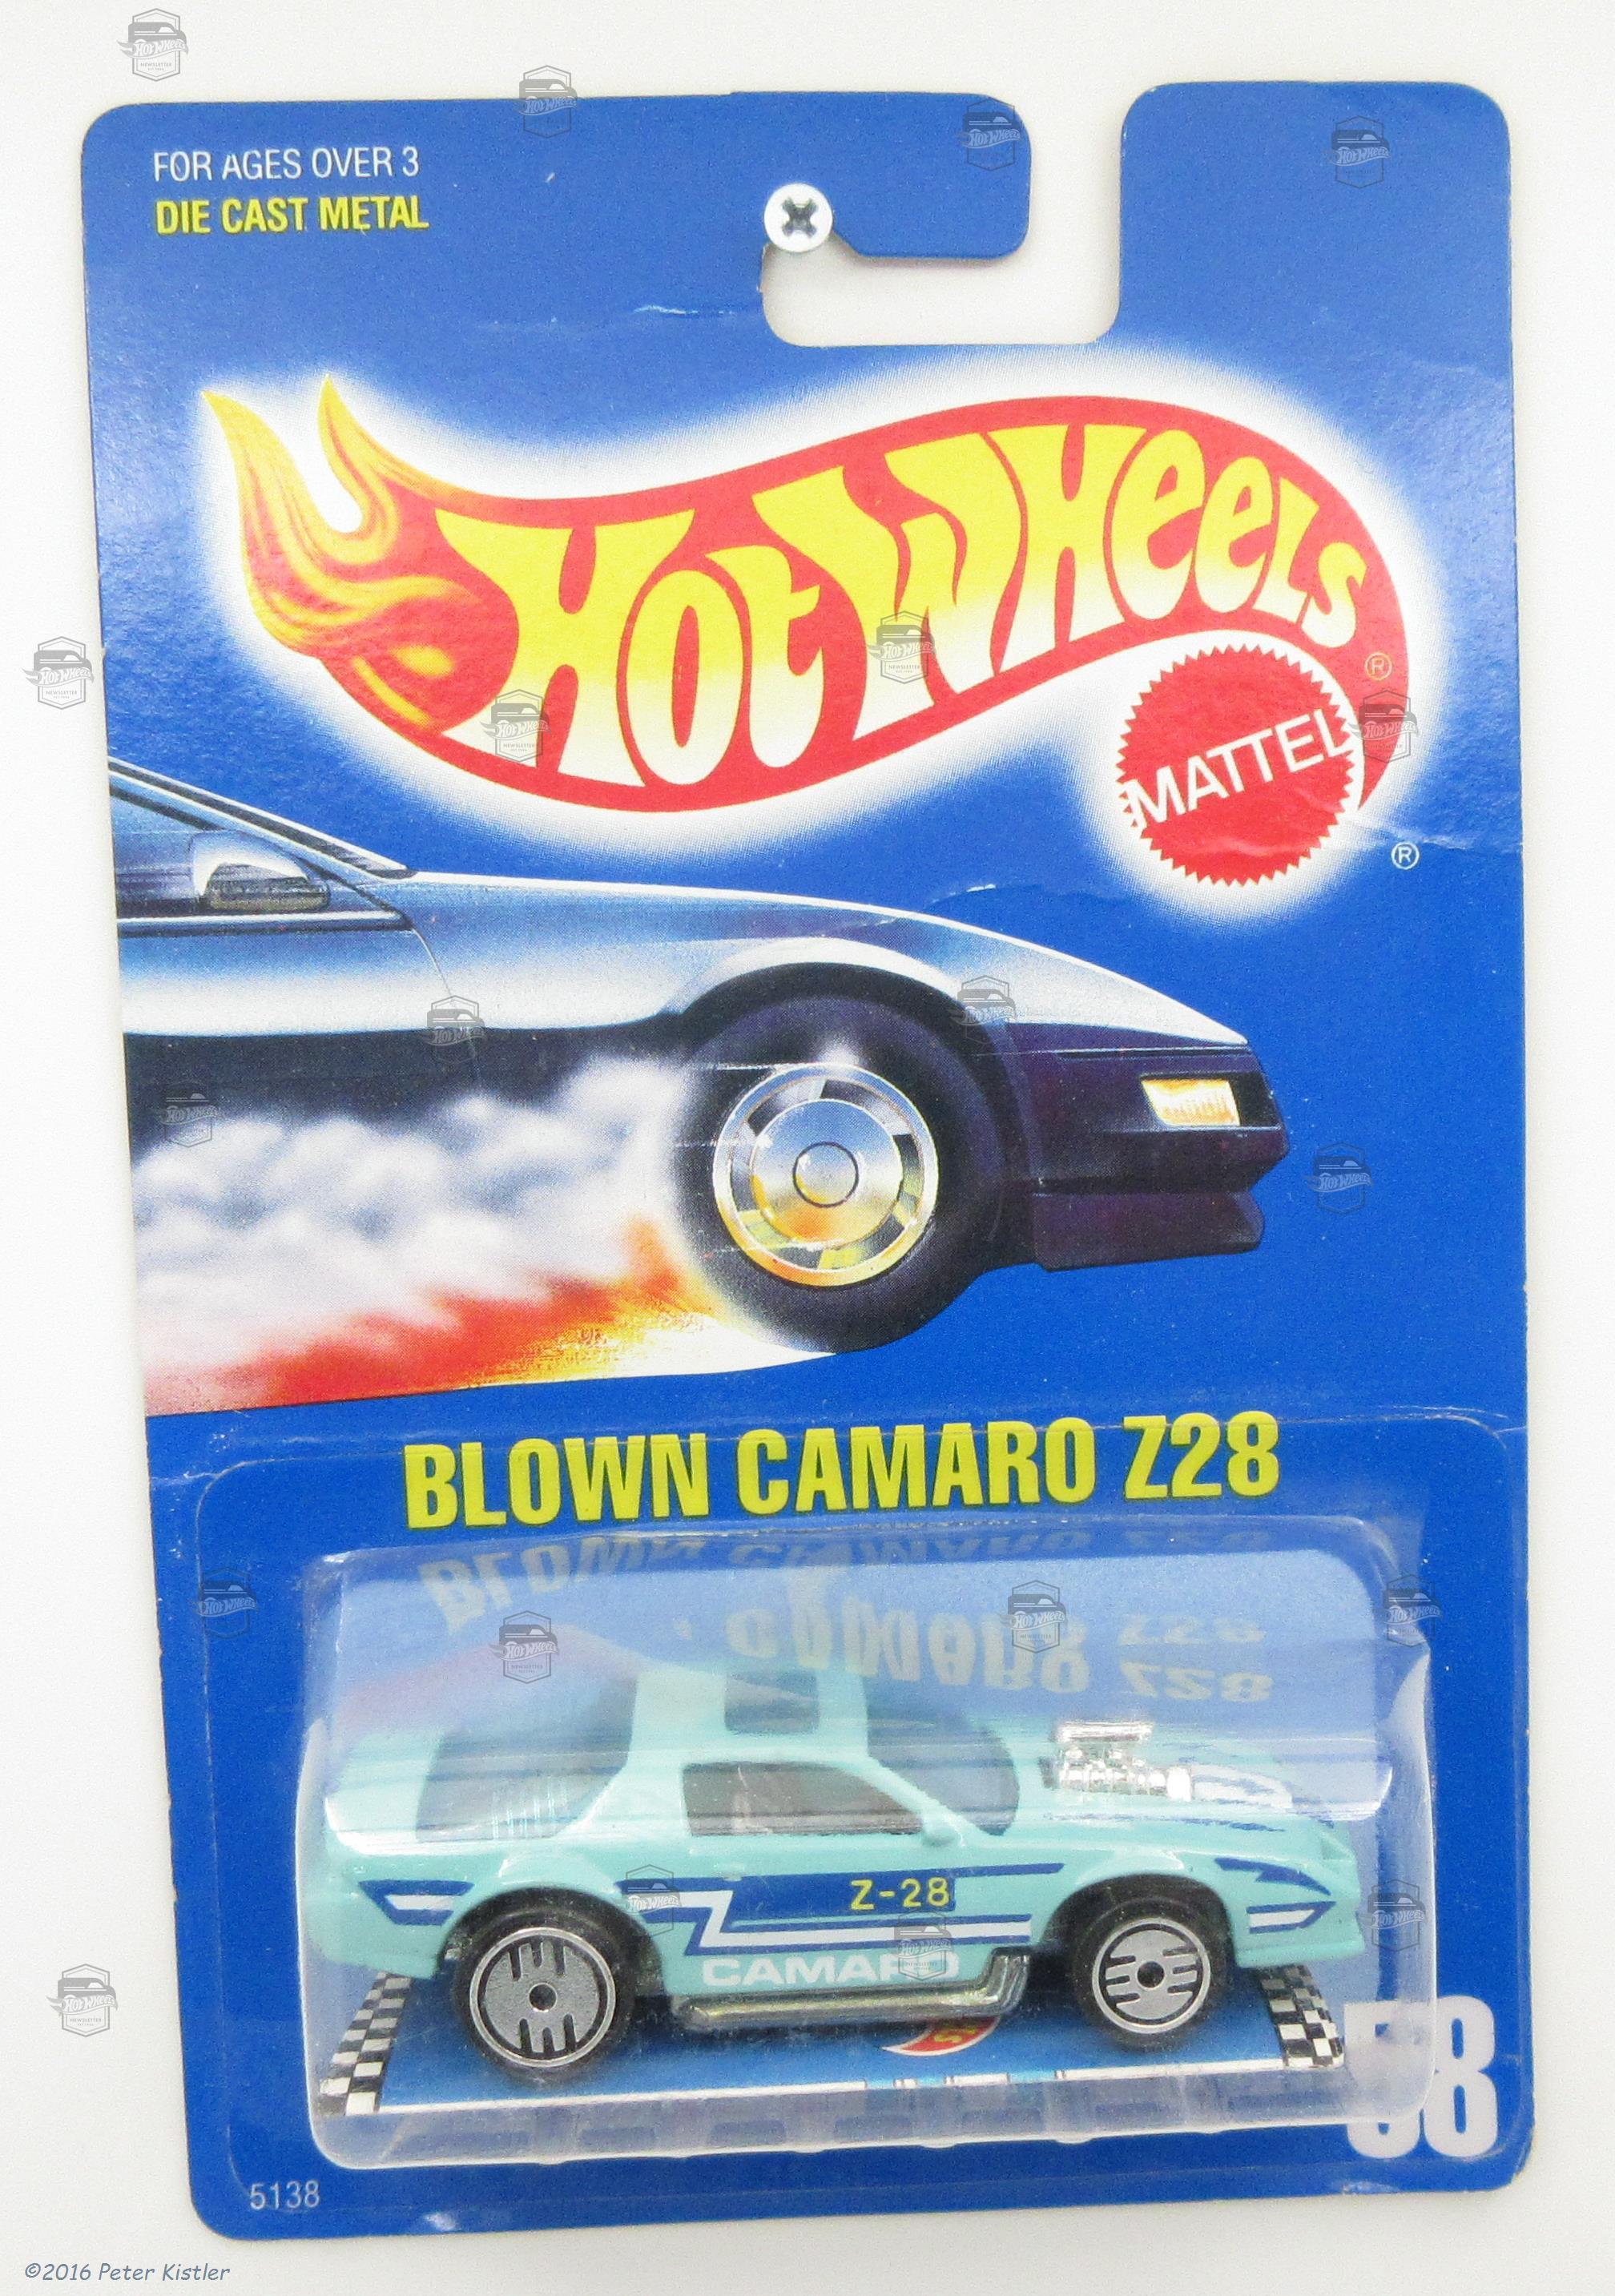 FOR AGES OVER 3
DIE CAST METAL
HOT WHEELS ®
MATTEL
®
BLOWN CAMARO Z28
Z-28
CAMARO
58
5138
©2016 Peter Kistler